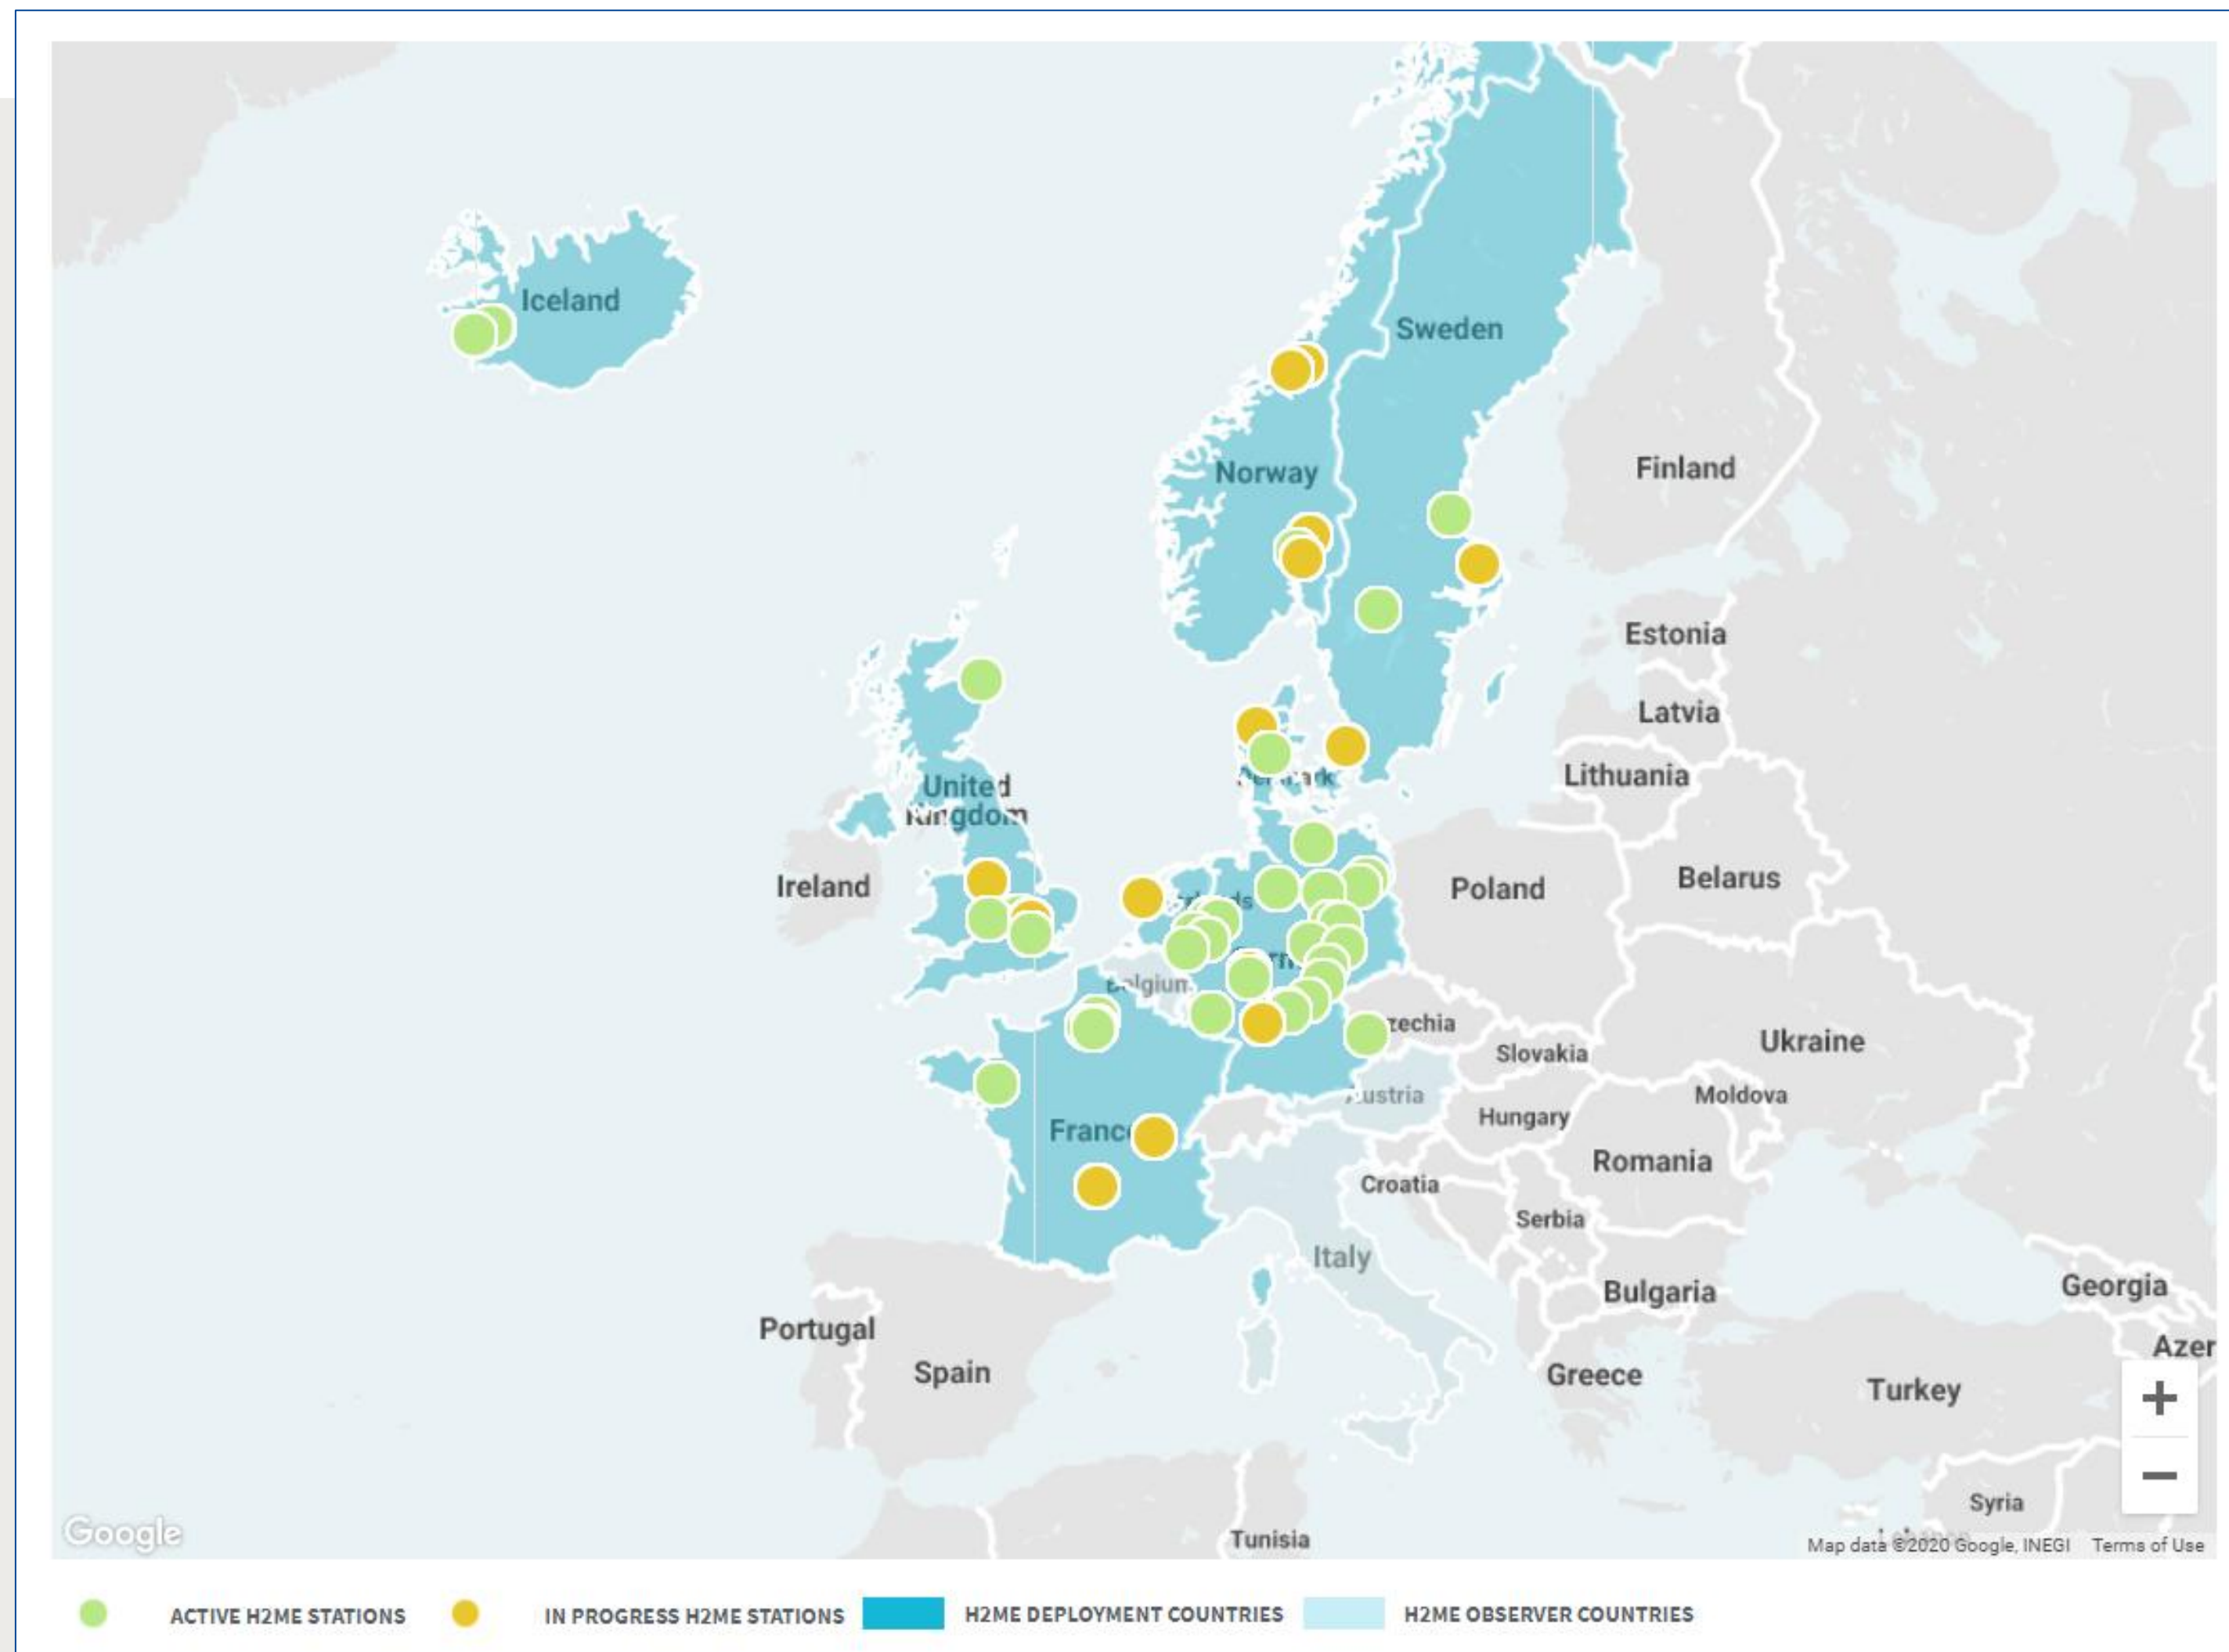 Iceland
Sweden
Finland
Norway
Estonia
Latvia
Lithuania
United
Kingdom
Denmark
Ireland
Poland
Belarus
Belgium
Ukraine
Slovakia
Austria
Moldova
Hungary
France
Romania
Croatia
Serbia
Italy
Georgia
Bulgaria
Portugal
Azer
Spain
Greece
Turkey
+
−
Syria
Google
Tunisia
Map data ©2020 Google, INEGI Terms of Use
ACTIVE H2ME STATIONS IN PROGRESS H2ME STATIONS H2ME DEPLOYMENT COUNTRIES H2ME OBSERVER COUNTRIES